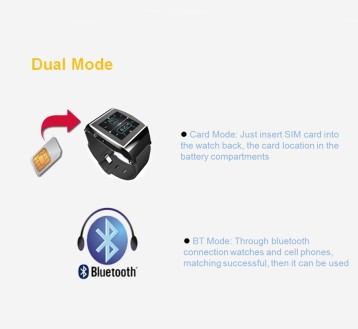 Dual Mode
● Card Mode: Just insert SIM card into
the watch back, the card location in the
battery compartments
● BT Mode: Through bluetooth
connection watches and cell phones,
matching successful, then it can be used
Bluetooth®